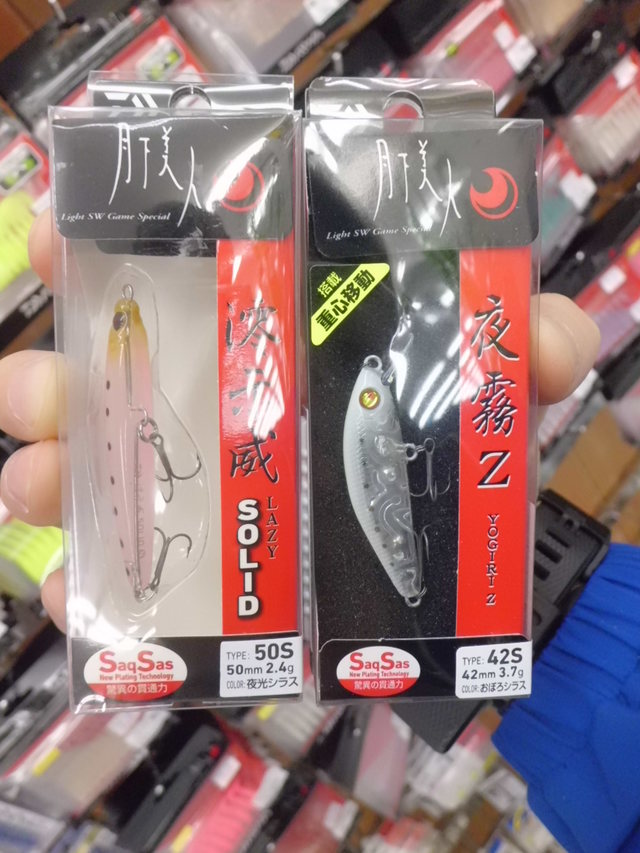 月下美人
Light SW Game Special
威
LAZY
SOLID
SaqSas
New Plating Technology
驚異の貫通力
TYPE: 50S
50mm 2.4g
COLOR: 夜光シラス
月下美人
Light SW Game Special
搭載
重心移動
夜霧Z
YOGIRI Z
SaqSas
New Plating Technology
驚異の貫通力
TYPE: 42S
42mm 3.7g
COLOR: おぼろシラス